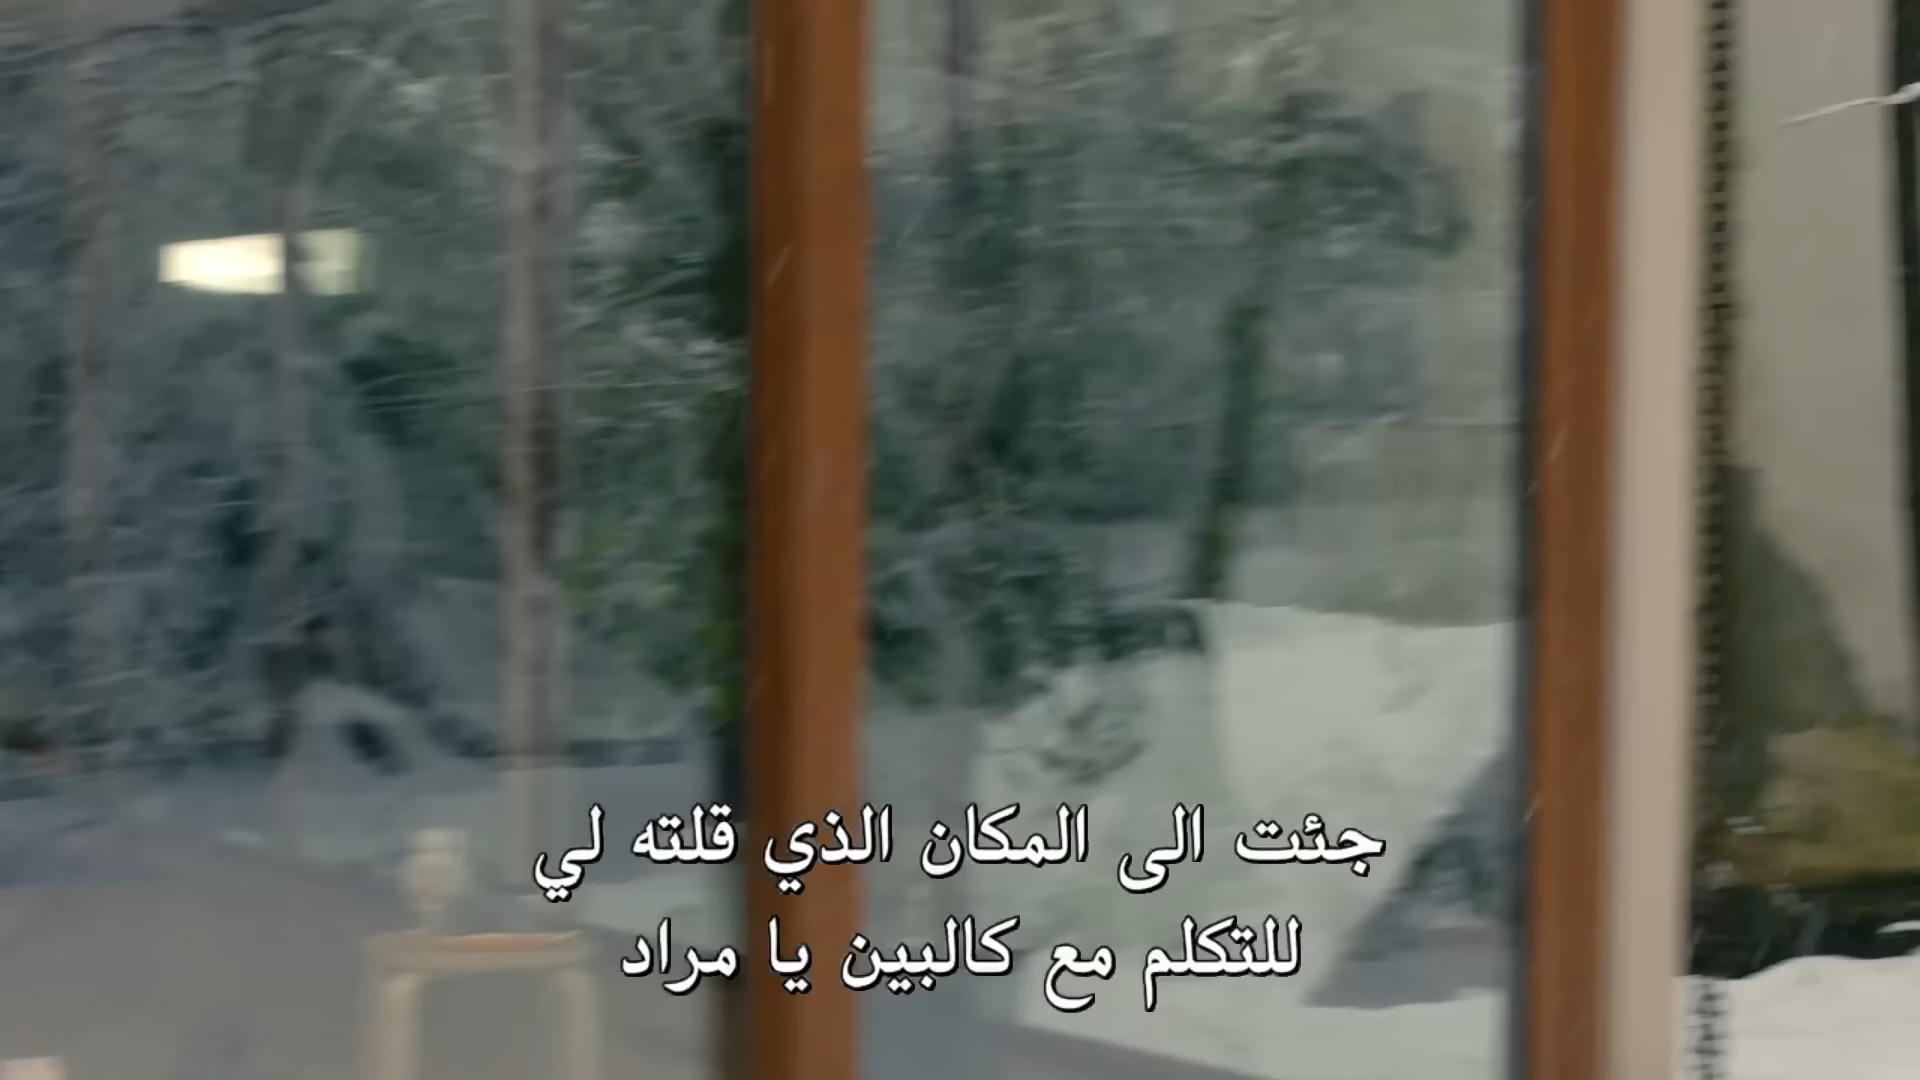 جئت الى المكان الذي قلته لي
للتكلم مع كالبين يا مراد